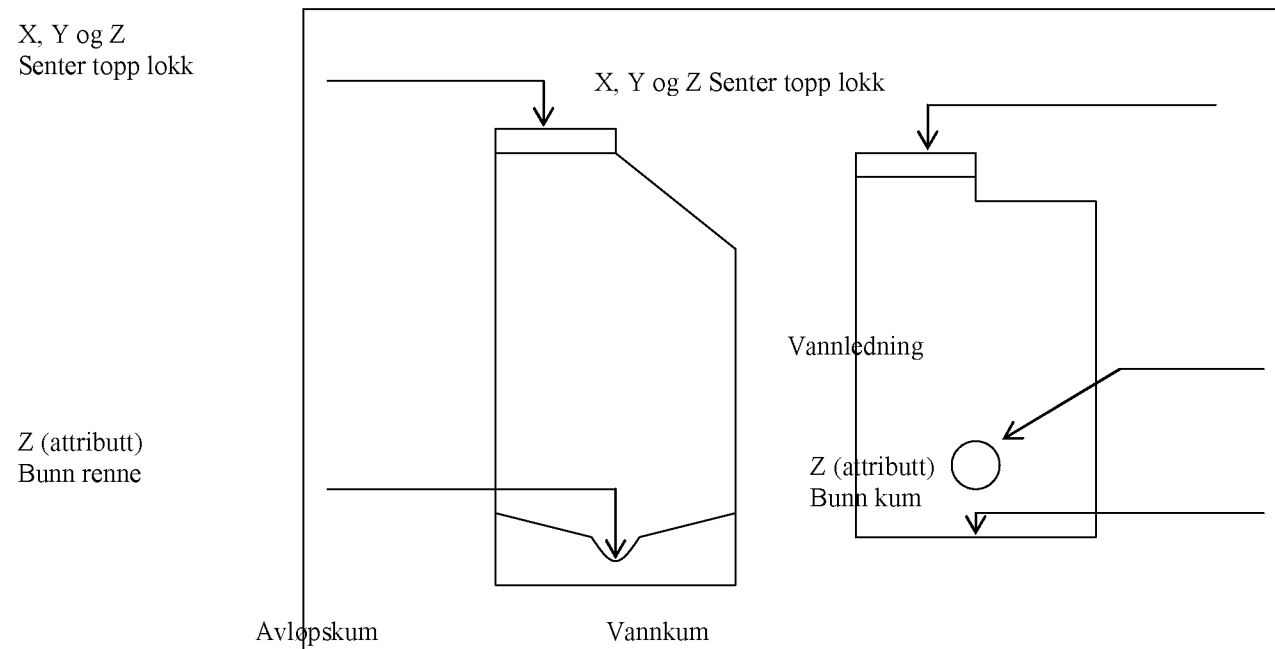 X, Y og Z
Senter topp lokk
X, Y og Z Senter topp lokk
Vannledning
Z (attributt)
Bunn renne
Z (attributt)
Bunn kum
Avløpskum
Vannkum